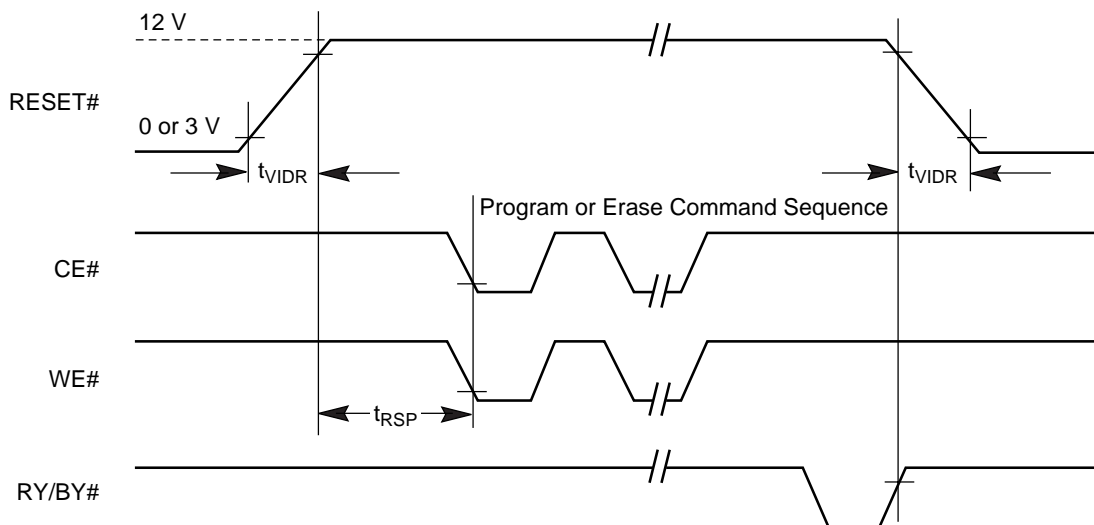 12 V
RESET#
0 or 3 V
tVIDR
tVIDR
Program or Erase Command Sequence
CE#
WE#
tRSP
RY/BY#